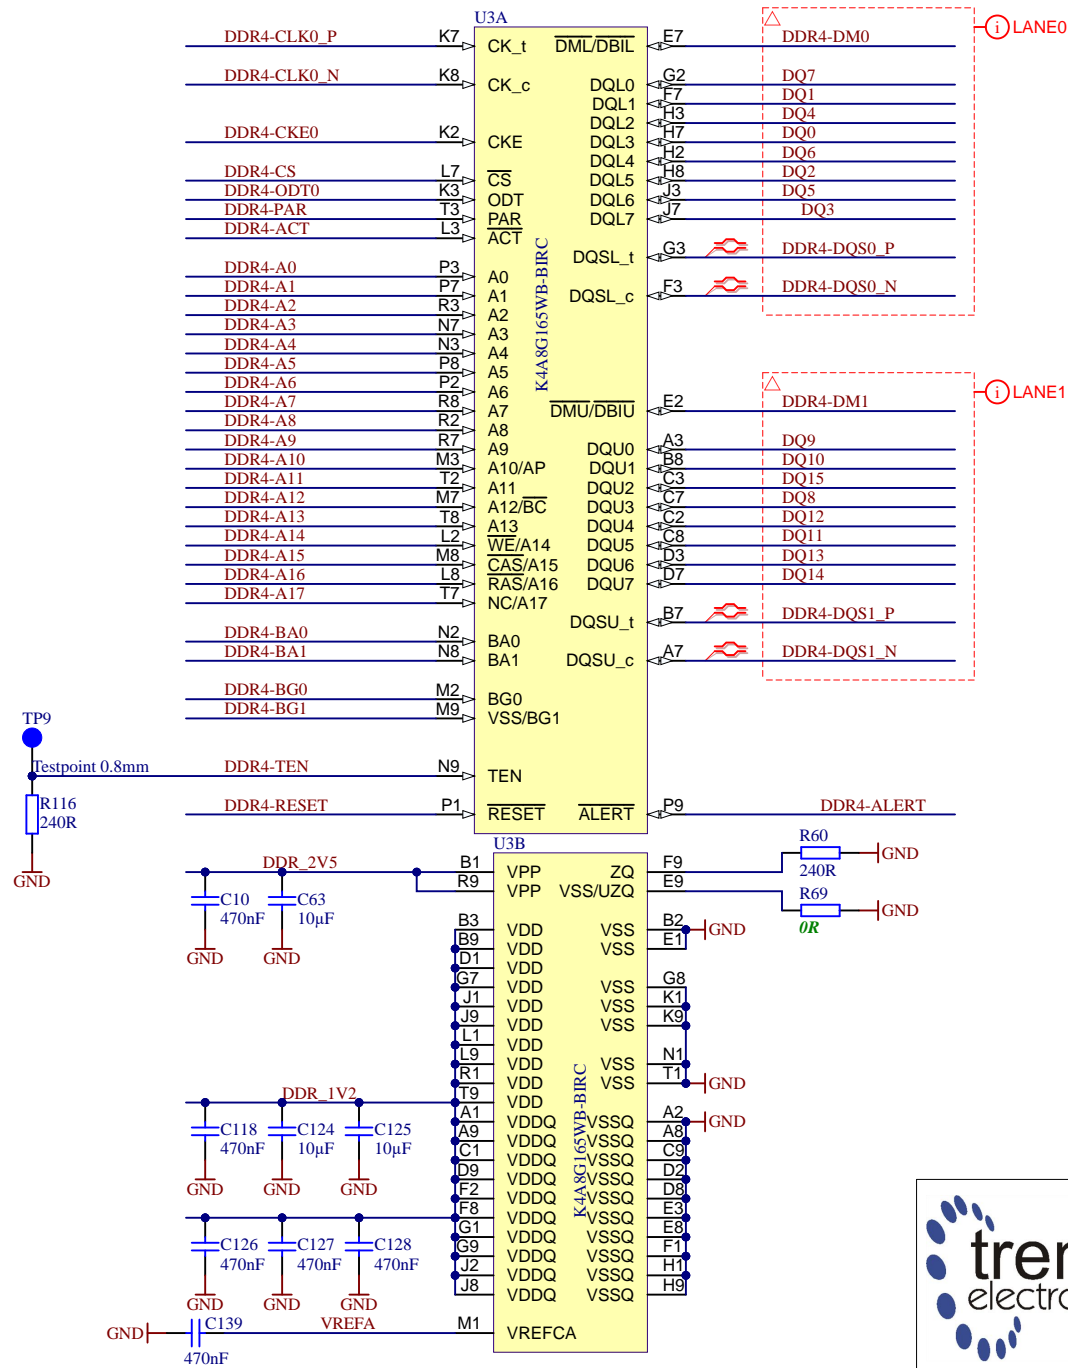 U3A
DDR4-CLK0_P K7 CK_t DML/DBIL E7 DDR4-DM0 LANE0
DDR4-CLK0_N K8 CK_c DQL0 G2 DQ7
DQL1 F7 DQ1
DQL2 H3 DQ4
DDR4-CKE0 K2 CKE DQL3 H7 DQ0
DQL4 H2 DQ6
DDR4-CS L7 CS DQL5 H8 DQ2
DDR4-ODT0 K3 ODT DQL6 J3 DQ5
DDR4-PAR T3 PAR DQL7 J7 DQ3
DDR4-ACT L3 ACT
DQSL_t G3 DDR4-DQS0_P
DDR4-A0 P3 A0
DDR4-A1 P7 A1 DQSL_c F3 DDR4-DQS0_N
DDR4-A2 R3 A2
K4A8G165WB-BIRC
DDR4-A3 N7 A3
DDR4-A4 N3 A4
DDR4-A5 P8 A5
DDR4-A6 P2 A6
DDR4-A7 R8 A7 DMU/DBIU E2 DDR4-DM1 LANE1
DDR4-A8 R2 A8
DDR4-A9 R7 A9 DQU0 A3 DQ9
DDR4-A10 M3 A10/AP DQU1 B8 DQ10
DDR4-A11 T2 A11 DQU2 C3 DQ15
DDR4-A12 M7 A12/BC DQU3 C7 DQ8
DDR4-A13 T8 A13 DQU4 C2 DQ12
DDR4-A14 L2 WE/A14 DQU5 C8 DQ11
DDR4-A15 M8 CAS/A15 DQU6 D3 DQ13
DDR4-A16 L8 RAS/A16 DQU7 D7 DQ14
DDR4-A17 T7 NC/A17
DQSU_t B7 DDR4-DQS1_P
DDR4-BA0 N2 BA0
DDR4-BA1 N8 BA1 DQSU_c A7 DDR4-DQS1_N
DDR4-BG0 M2 BG0
DDR4-BG1 M9 VSS/BG1
TP9
Testpoint 0.8mm DDR4-TEN N9 TEN
R116
240R
GND
DDR4-RESET P1 RESET ALERT P9 DDR4-ALERT
U3B
DDR_2V5 B1 VPP ZQ F9 R60 240R GND
R9 VPP VSS/UZQ E9 R69 0R GND
C10 470nF GND
C63 10µF GND
B3 VDD VSS B2 GND
B9 VDD VSS E1
D1 VDD
G7 VDD VSS G8
J1 VDD VSS K1
J9 VDD VSS K9
L1 VDD
L9 VDD VSS N1
R1 VDD VSS T1 GND
DDR_1V2 T9 VDD
K4A8G165WB-BIRC
A1 VDDQ VSSQ A2 GND
A9 VDDQ VSSQ A8
C1 VDDQ VSSQ C9
D9 VDDQ VSSQ D2
F2 VDDQ VSSQ D8
F8 VDDQ VSSQ E3
G1 VDDQ VSSQ E8
G9 VDDQ VSSQ F1
J2 VDDQ VSSQ H1
J8 VDDQ VSSQ H9
C118 470nF GND
C124 10µF GND
C125 10µF GND
C126 470nF GND
C127 470nF GND
C128 470nF GND
GND C139 470nF VREFA M1 VREFCA
tren
electro